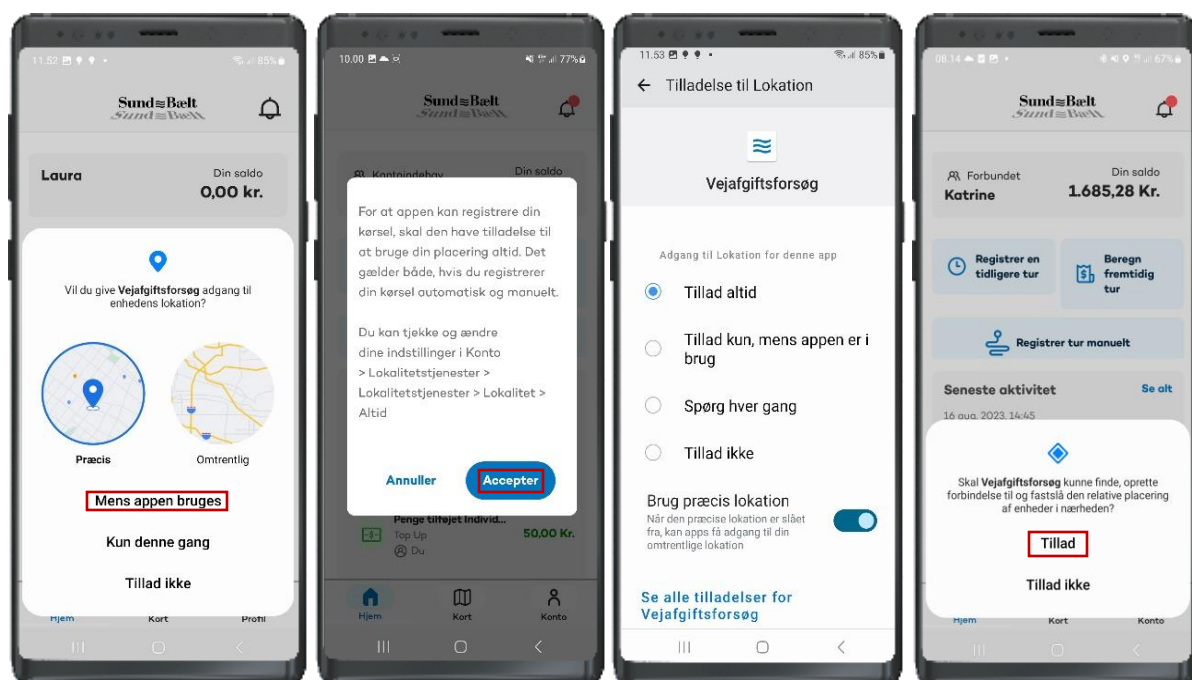 11.52
85%
Sund≋Bælt
Sund≋Bælt
Laura
Din saldo
0,00 kr.
Vil du give Vejafgiftsforsøg adgang til
enhedens lokation?
Præcis
Omtrentlig
Mens appen bruges
Kun denne gang
Tillad ikke
Hjem
Kort
Profil
10.00
77%
Sund≋Bælt
Sund≋Bælt
Din saldo
For at appen kan registrere din
kørsel, skal den have tilladelse til
at bruge din placering altid. Det
gælder både, hvis du registrerer
din kørsel automatisk og manuelt.
Du kan tjekke og ændre
dine indstillinger i Konto
> Lokalitetstjenester >
Lokalitetstjenester > Lokalitet >
Altid
Annuller
Accepter
Penge tilføjet Individ...
Top Up
50,00 Kr.
Du
Hjem
Kort
Konto
11.53
85%
Tilladelse til Lokation
Vejafgiftsforsøg
Adgang til Lokation for denne app
Tillad altid
Tillad kun, mens appen er i
brug
Spørg hver gang
Tillad ikke
Brug præcis lokation
Når den præcise lokation er slået
fra, kan apps få adgang til din
omtrentlige lokation
Se alle tilladelser for
Vejafgiftsforsøg
08.14
67%
Sund≋Bælt
Sund≋Bælt
Forbundet
Din saldo
Katrine
1.685,28 Kr.
Registrer en
tidligere tur
Beregn
fremtidig
tur
Registrer tur manuelt
Seneste aktivitet
Se alt
16 aug. 2023, 14:45
Skal Vejafgiftsforsøg kunne finde, oprette
forbindelse til og fastslå den relative placering
af enheder i nærheden?
Tillad
Tillad ikke
Hjem
Kort
Konto